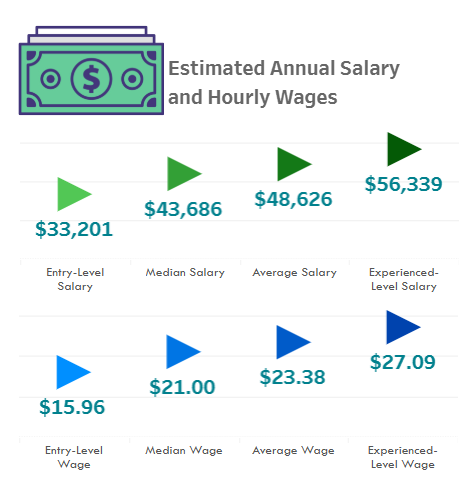 $
Estimated Annual Salary
and Hourly Wages
$33,201
$43,686
$48,626
$56,339
Entry-Level
Salary
Median Salary
Average Salary
Experienced-
Level Salary
$15.96
$21.00
$23.38
$27.09
Entry-Level
Wage
Median Wage
Average Wage
Experienced-
Level Wage